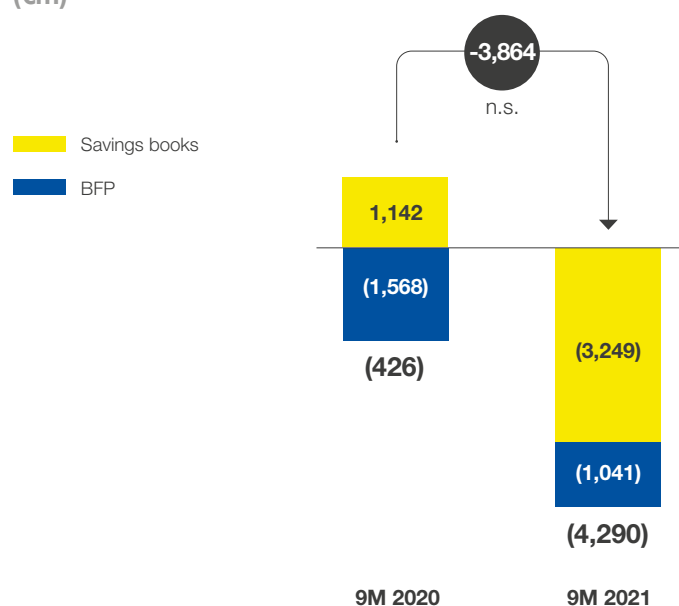 -3,864
n.s.
Savings books
BFP
1,142
(1,568)
(426)
(3,249)
(1,041)
(4,290)
9M 2020
9M 2021